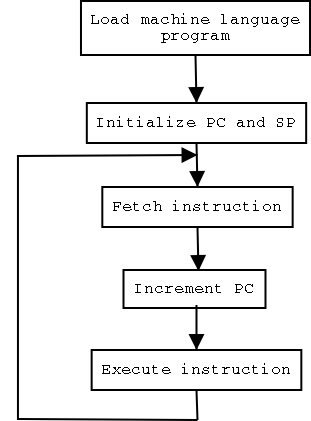 Load machine language
program
Initialize PC and SP
Fetch instruction
Increment PC
Execute instruction